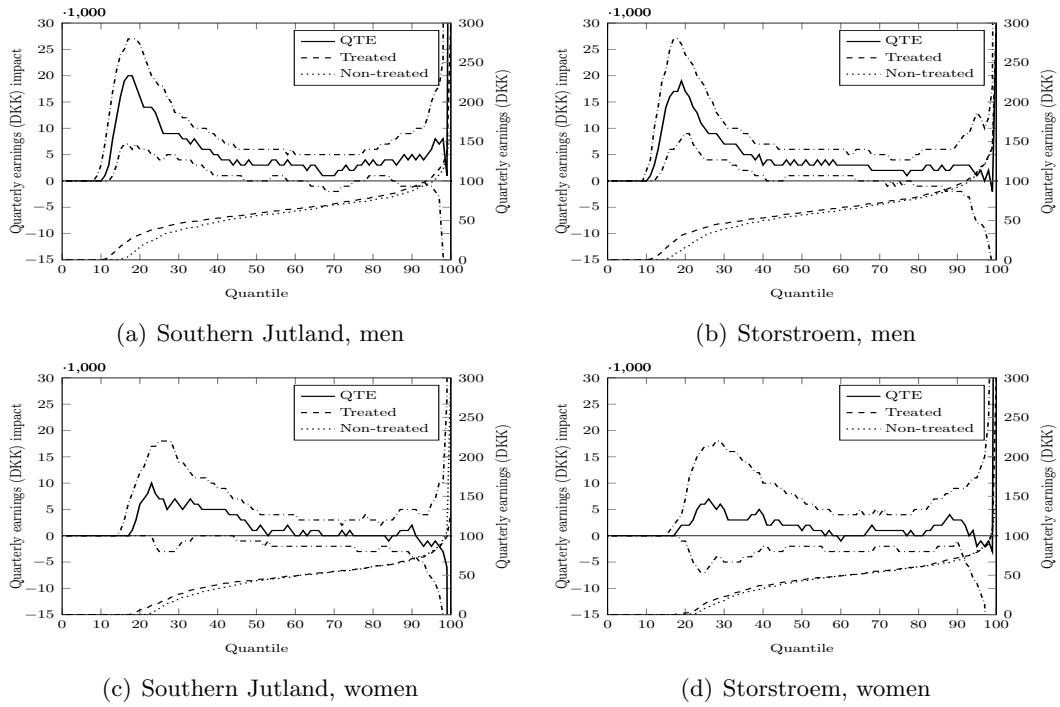 ·1,000
30
25
20
15
10
5
0
−5
−10
−15
Quarterly earnings (DKK) impact
QTE
Treated
Non-treated
300
250
200
150
100
50
0
Quarterly earnings (DKK)
0 10 20 30 40 50 60 70 80 90 100
Quantile
(a) Southern Jutland, men
·1,000
30
25
20
15
10
5
0
−5
−10
−15
Quarterly earnings (DKK) impact
QTE
Treated
Non-treated
300
250
200
150
100
50
0
Quarterly earnings (DKK)
0 10 20 30 40 50 60 70 80 90 100
Quantile
(b) Storstroem, men
·1,000
30
25
20
15
10
5
0
−5
−10
−15
Quarterly earnings (DKK) impact
QTE
Treated
Non-treated
300
250
200
150
100
50
0
Quarterly earnings (DKK)
0 10 20 30 40 50 60 70 80 90 100
Quantile
(c) Southern Jutland, women
·1,000
30
25
20
15
10
5
0
−5
−10
−15
Quarterly earnings (DKK) impact
QTE
Treated
Non-treated
300
250
200
150
100
50
0
Quarterly earnings (DKK)
0 10 20 30 40 50 60 70 80 90 100
Quantile
(d) Storstroem, women